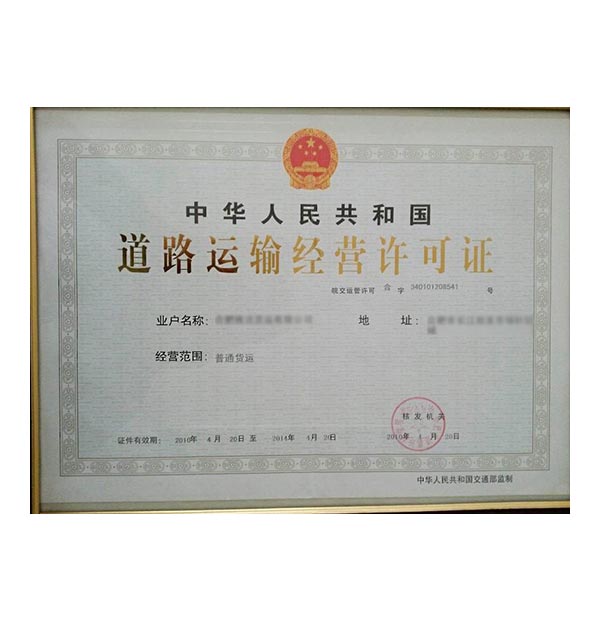 中华人民共和国
道路运输经营许可证
皖交运管许可 合 字 340101208541 号
业户名称: 地 址:
经营范围: 普通货运
核发机关
证件有效期: 2010年 4月 20日 至 2014年 4月 20日 2010年 4月 20日
中华人民共和国交通部监制